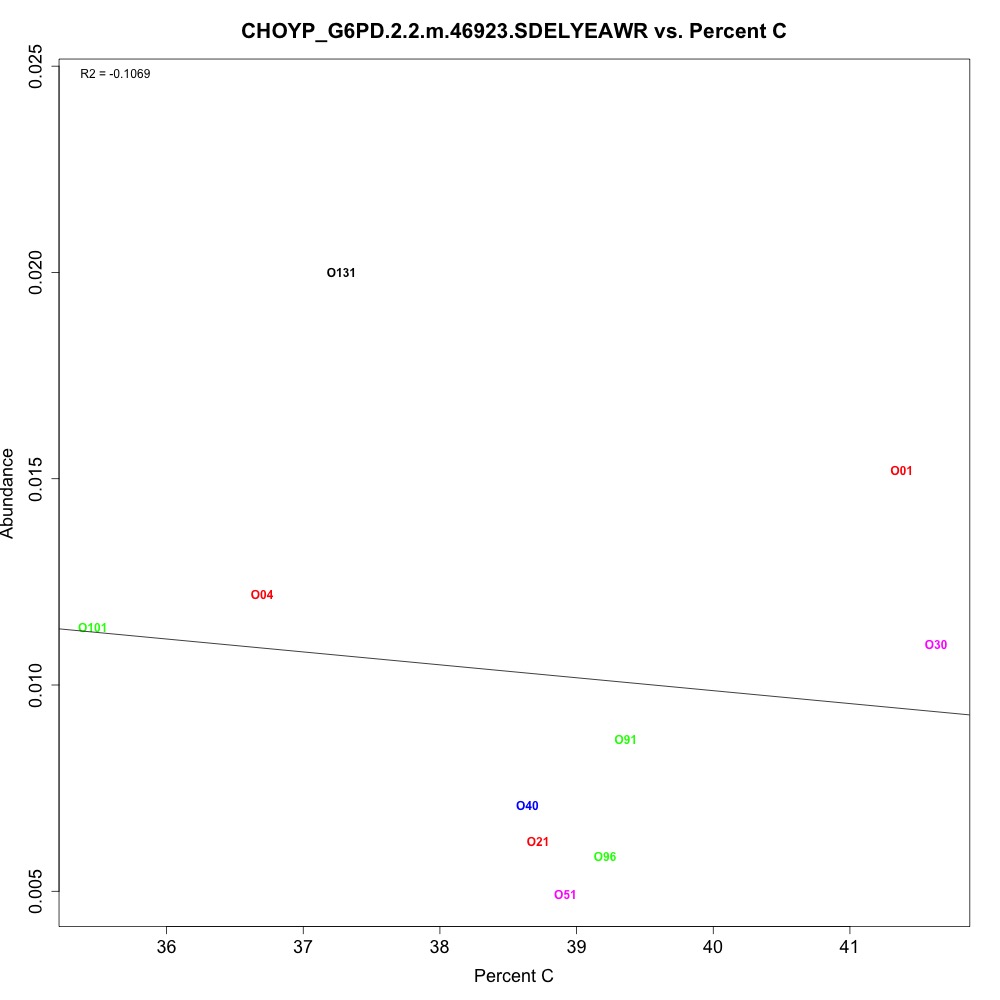 CHOYP_G6PD.2.2.m.46923.SDELYEAWR vs. Percent C
R2 = -0.1069
0.025
0.020
0.015
0.010
0.005
Abundance
O131
O01
O04
O101
O30
O91
O40
O21
O96
O51
36 37 38 39 40 41
Percent C